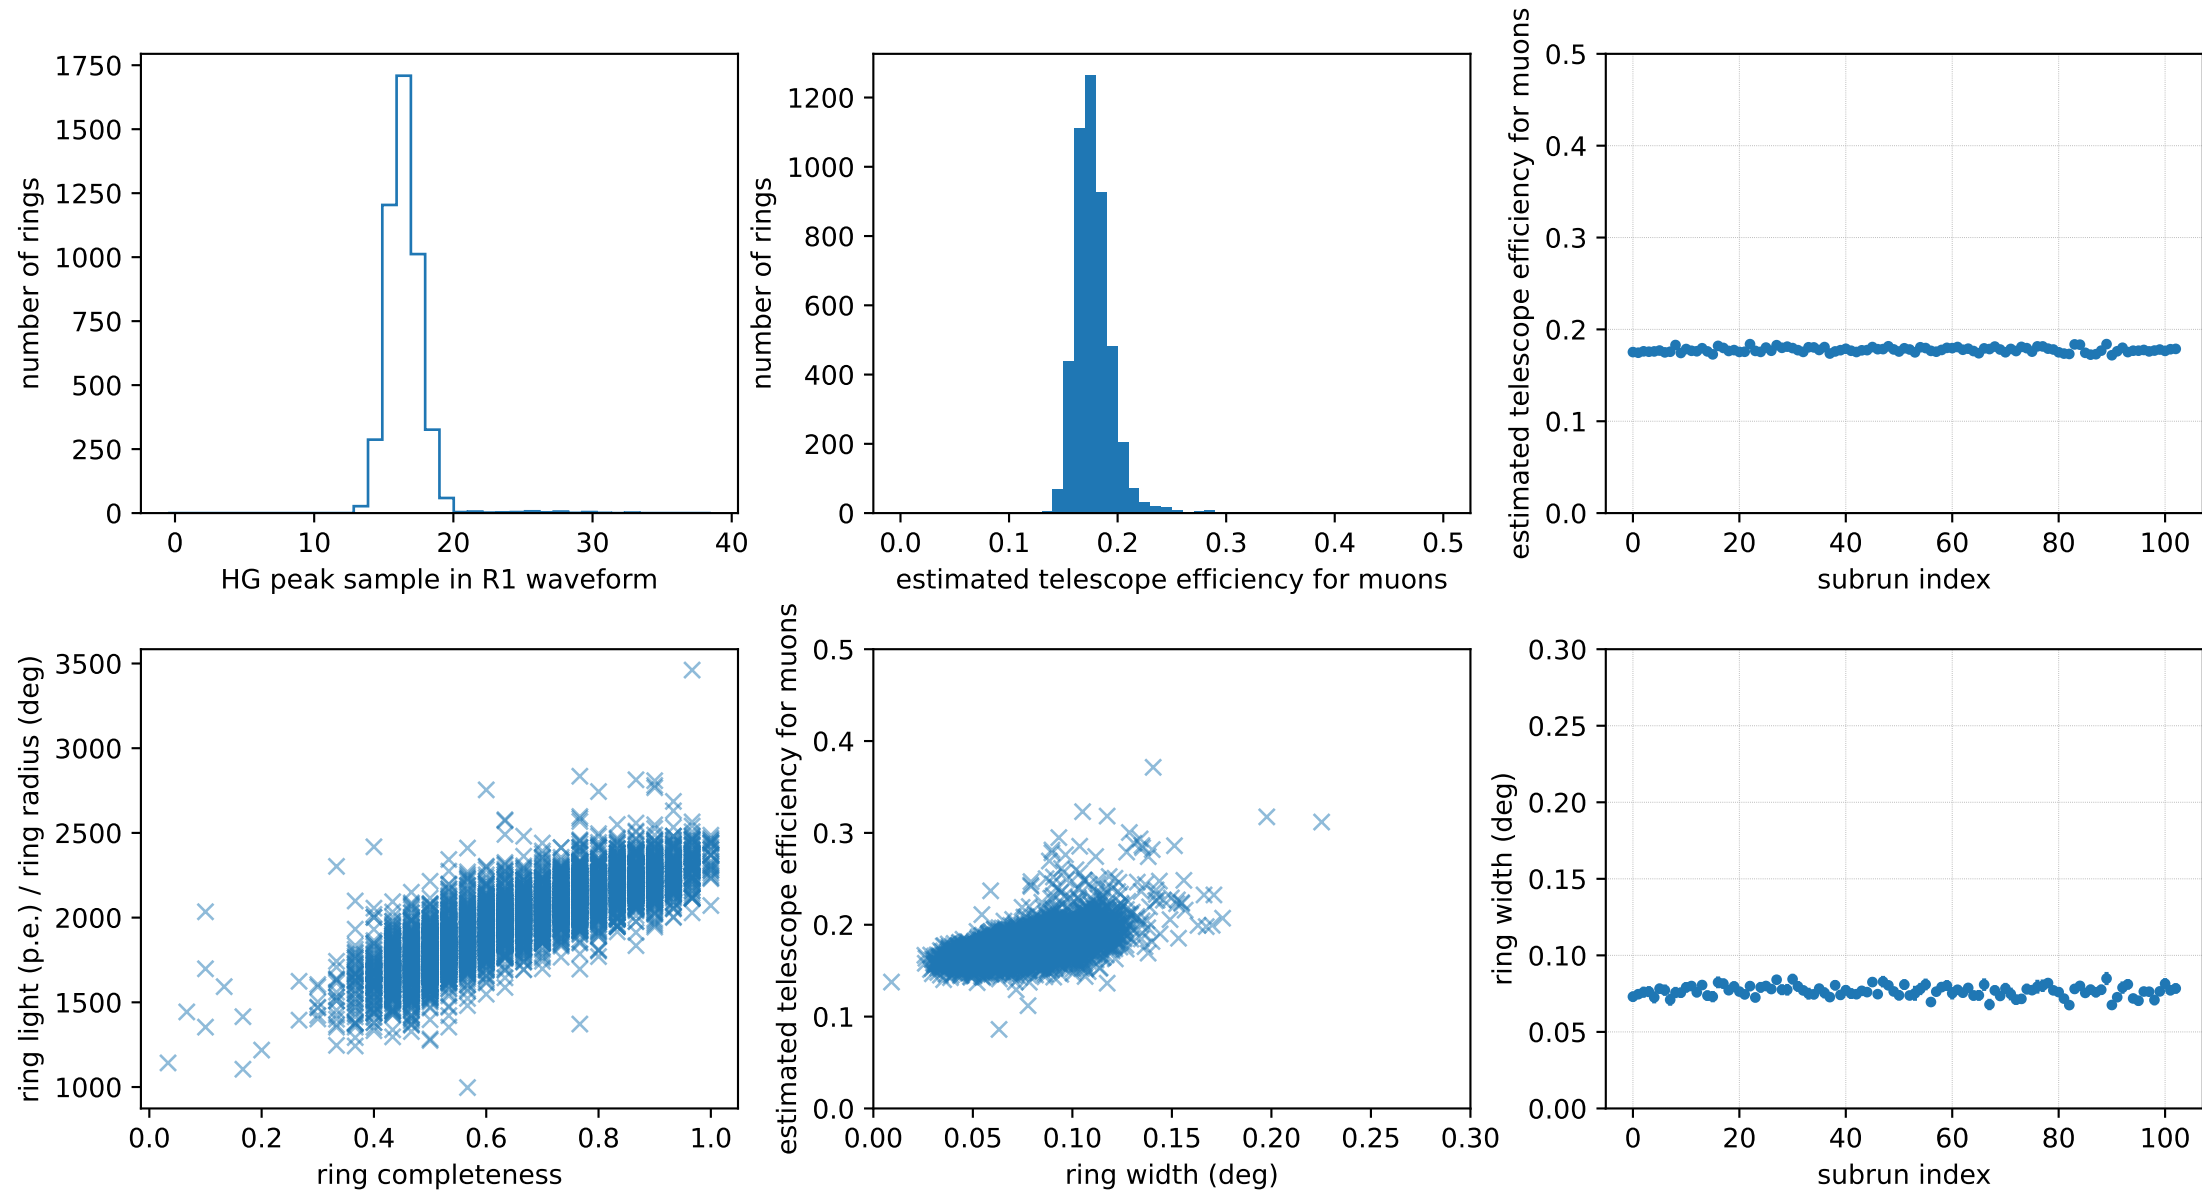 1750
1500
1250
1000
750
500
250
0
number of rings
0 10 20 30 40
HG peak sample in R1 waveform
1200
1000
800
600
400
200
0
number of rings
0.0 0.1 0.2 0.3 0.4 0.5
estimated telescope efficiency for muons
0.5
0.4
0.3
0.2
0.1
0.0
estimated telescope efficiency for muons
0 20 40 60 80 100
subrun index
3500
3000
2500
2000
1500
1000
ring light (p.e.) / ring radius (deg)
0.0 0.2 0.4 0.6 0.8 1.0
ring completeness
0.5
0.4
0.3
0.2
0.1
0.0
estimated telescope efficiency for muons
0.00 0.05 0.10 0.15 0.20 0.25 0.30
ring width (deg)
0.30
0.25
0.20
0.15
0.10
0.05
0.00
ring width (deg)
0 20 40 60 80 100
subrun index